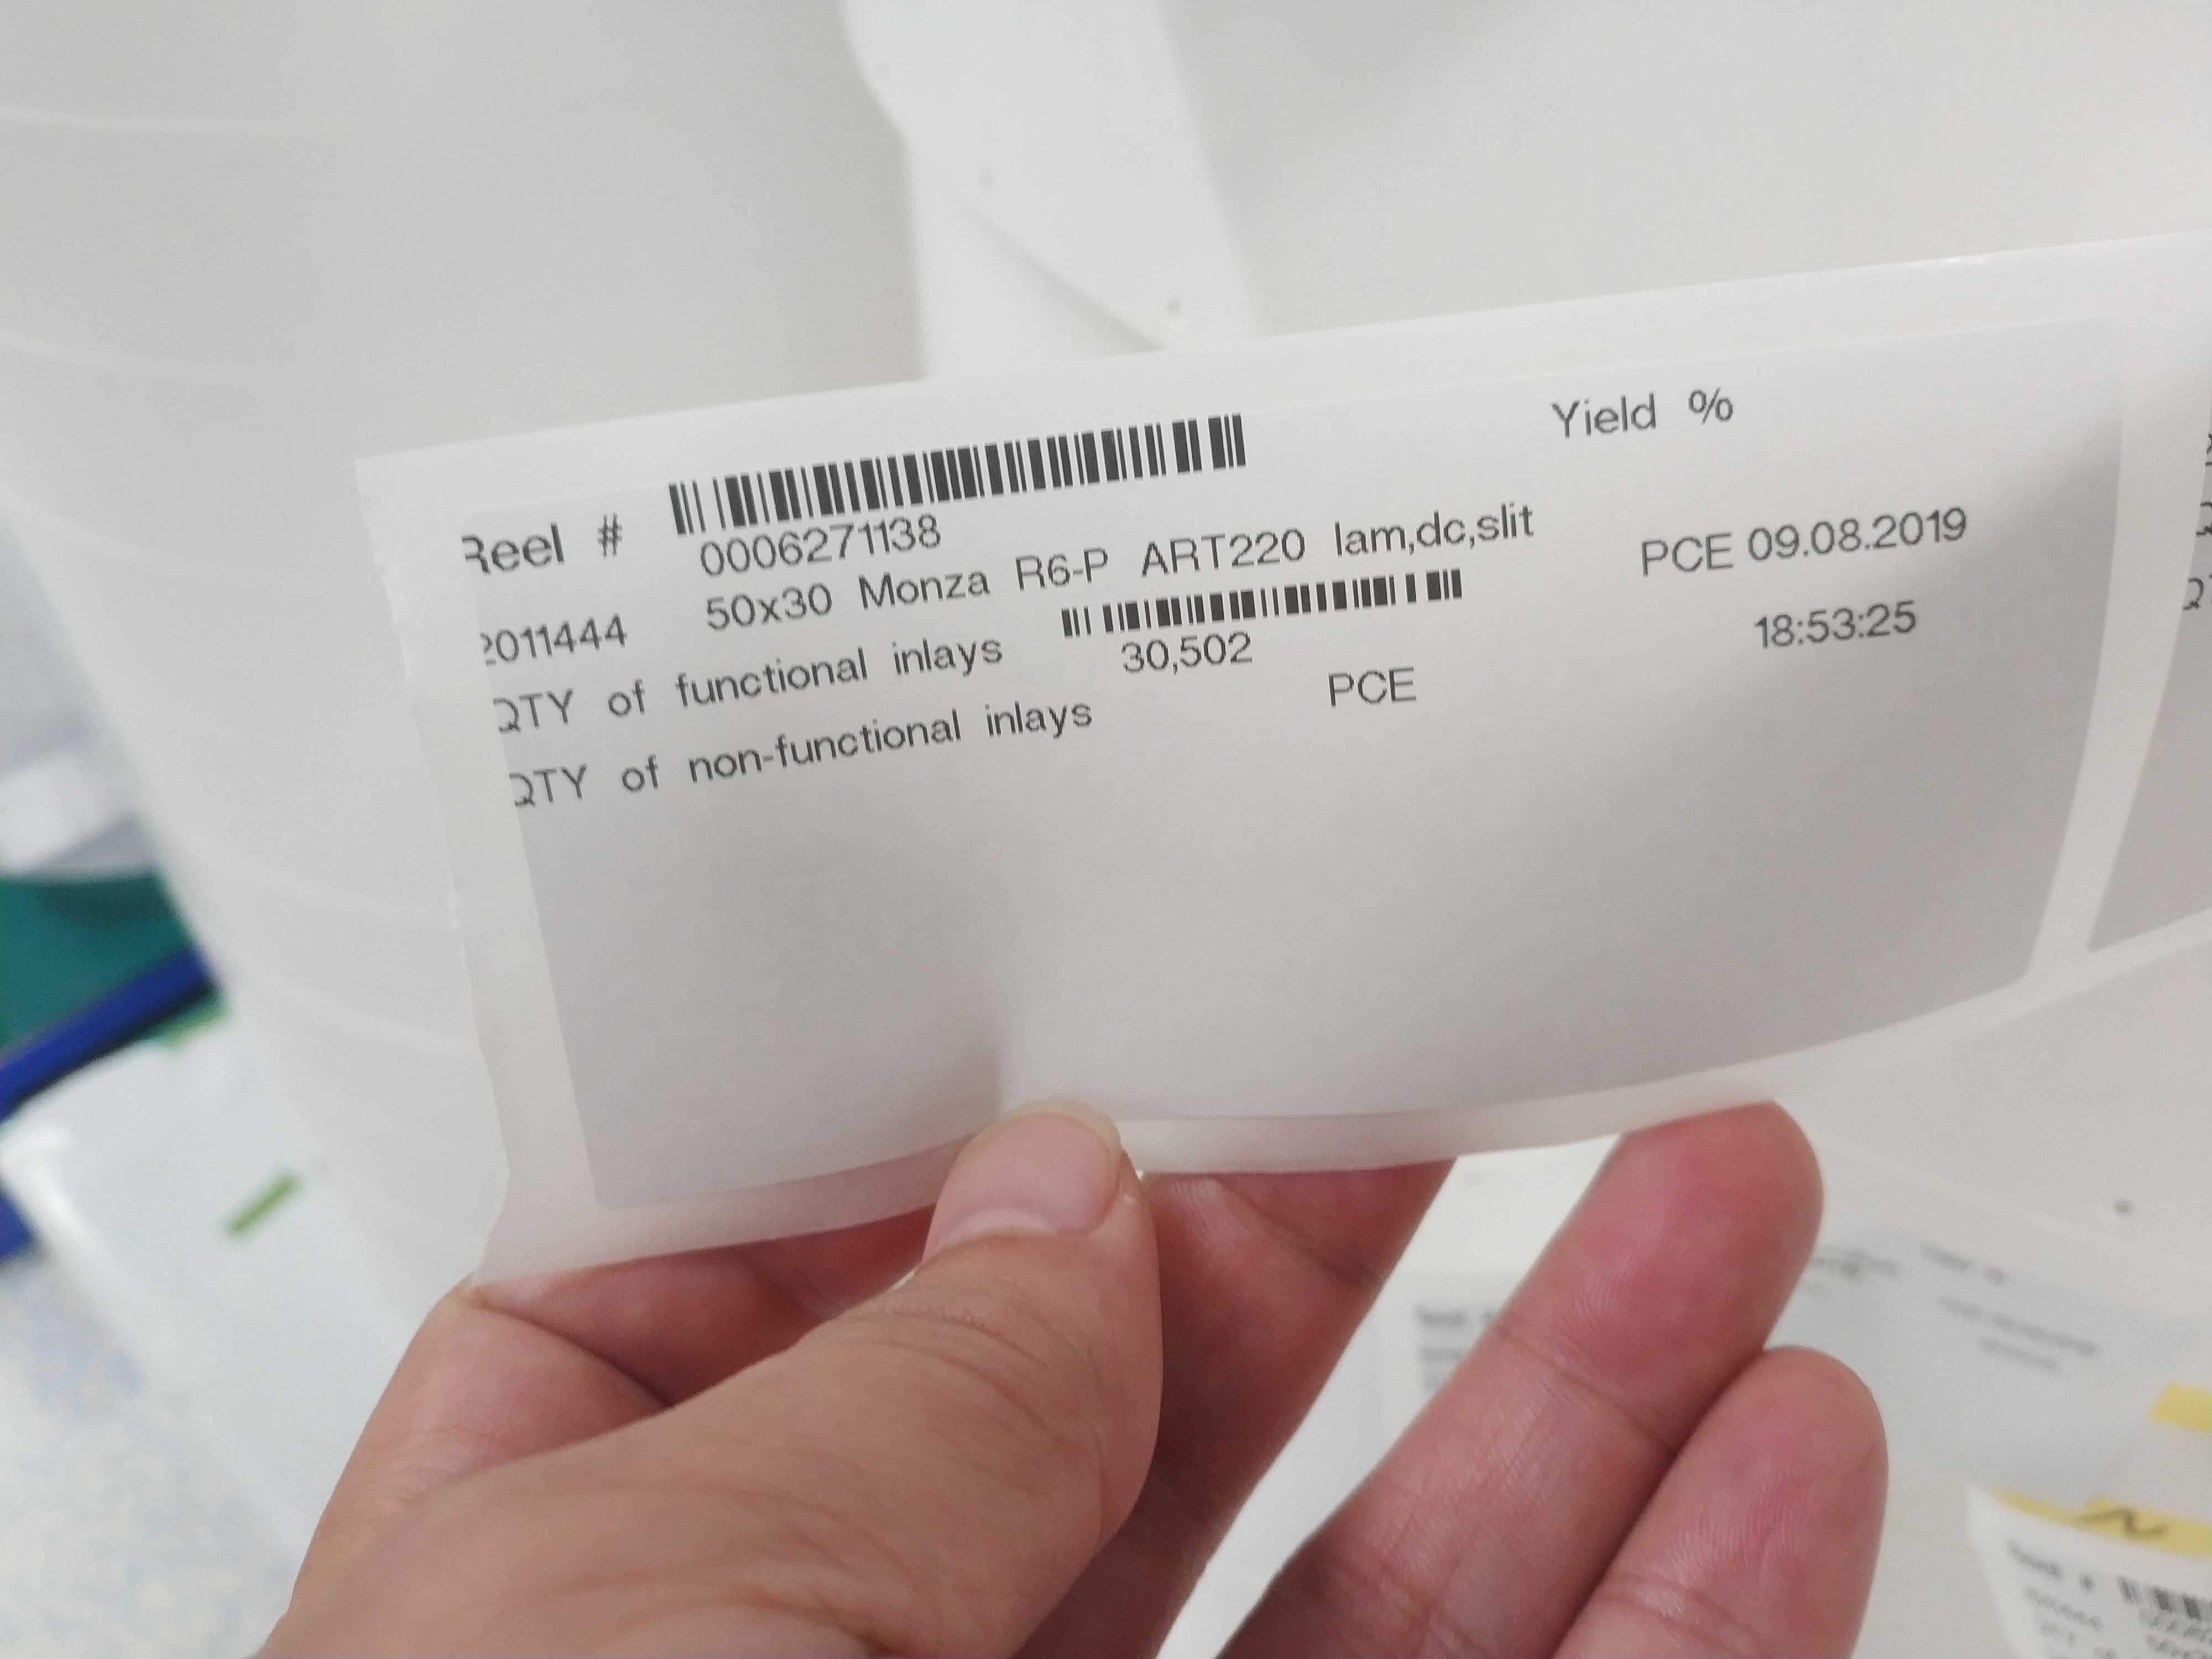 Reel # Yield %
0006271138
2011444 50x30 Monza R6-P ART220 lam,dc,slit PCE 09.08.2019
QTY of functional inlays 30,502 18:53:25
QTY of non-functional inlays PCE